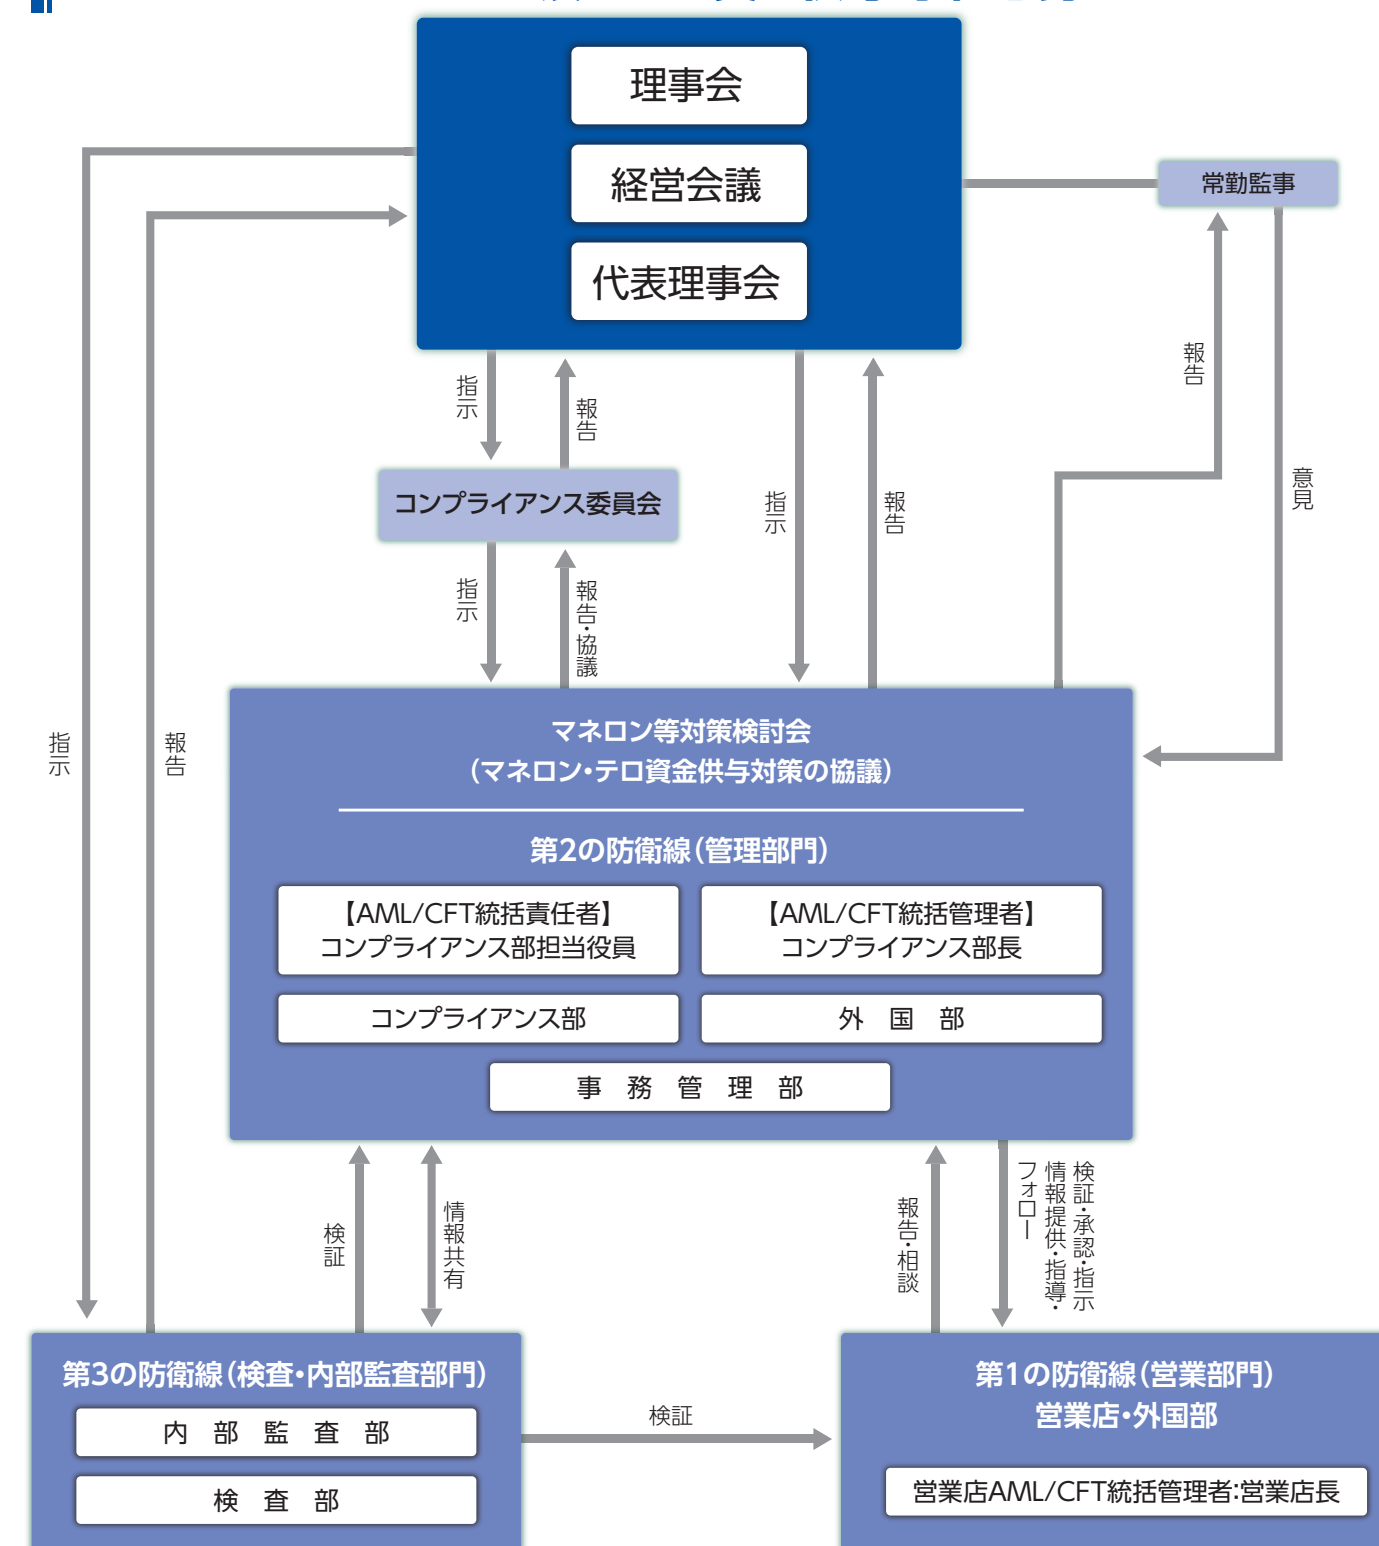 理事会
経営会議
代表理事会
常勤監事
指示
報告
報告
意見
コンプライアンス委員会
指示
報告・協議
指示
報告
指示
報告
マネロン等対策検討会
(マネロン・テロ資金供与対策の協議)
第2の防衛線(管理部門)
【AML/CFT統括責任者】
コンプライアンス部担当役員
【AML/CFT統括管理者】
コンプライアンス部長
コンプライアンス部
外 国 部
事 務 管 理 部
検証
情報共有
報告・相談
検証・承認・指示
情報提供・指導・
フォロー
第3の防衛線(検査・内部監査部門)
内 部 監 査 部
検 査 部
検証
第1の防衛線(営業部門)
営業店・外国部
営業店AML/CFT統括管理者:営業店長